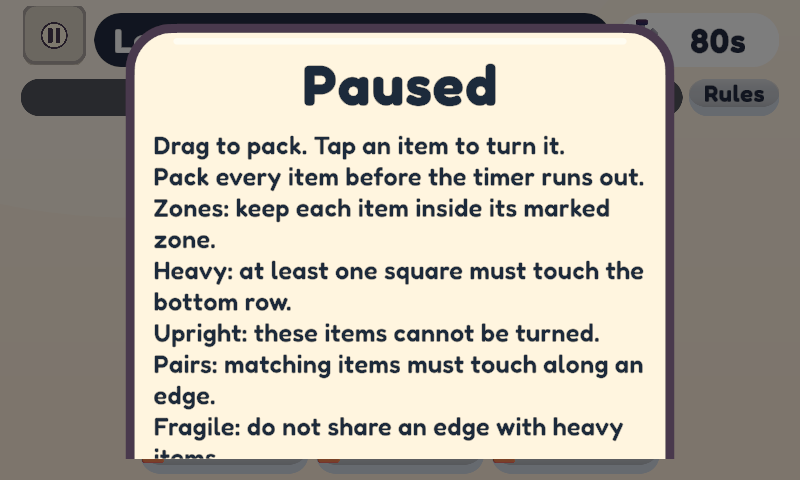 80s
Rules
Paused
Drag to pack. Tap an item to turn it.
Pack every item before the timer runs out.
Zones: keep each item inside its marked
zone.
Heavy: at least one square must touch the
bottom row.
Upright: these items cannot be turned.
Pairs: matching items must touch along an
edge.
Fragile: do not share an edge with heavy
items.